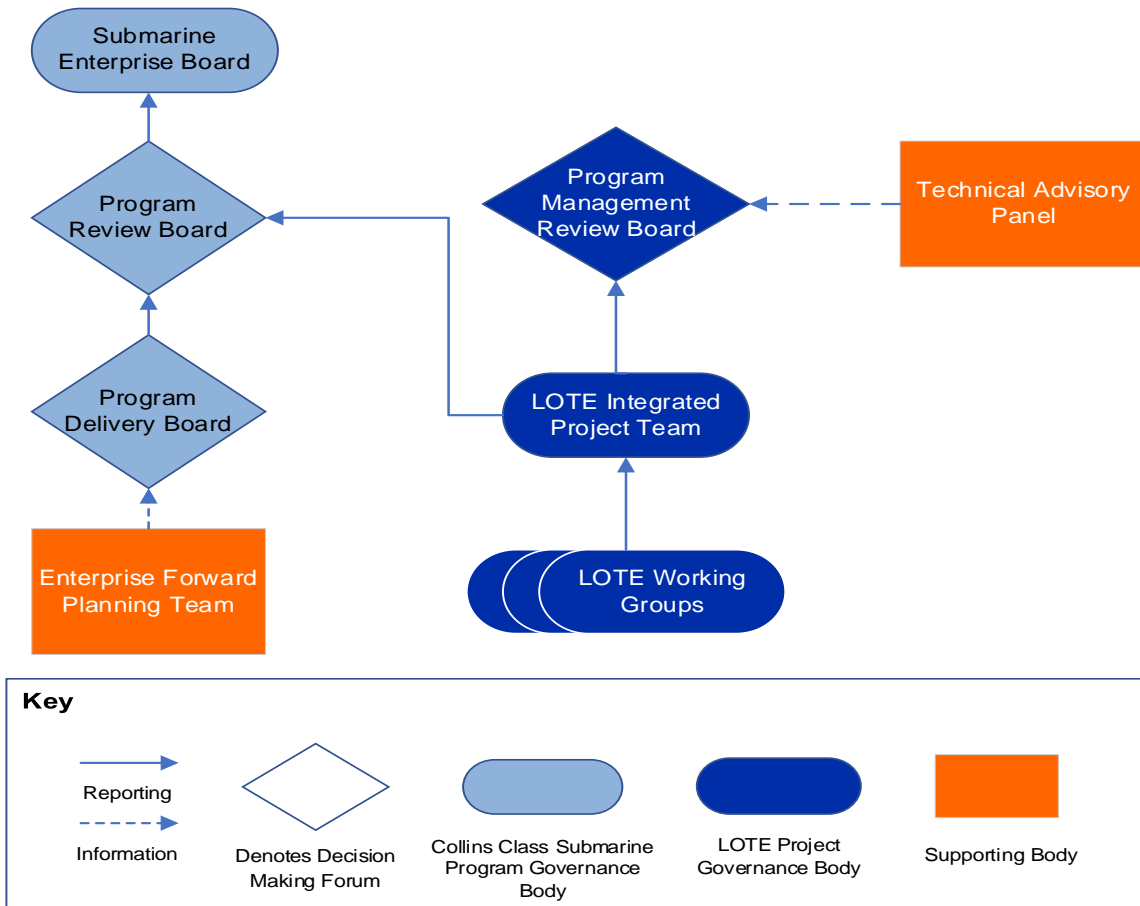 Submarine
Enterprise Board
Program
Review Board
Program
Management
Review Board
Technical Advisory
Panel
Program
Delivery Board
LOTE Integrated
Project Team
Enterprise Forward
Planning Team
LOTE Working
Groups
Key
Reporting
Information
Denotes Decision
Making Forum
Collins Class Submarine
Program Governance
Body
LOTE Project
Governance Body
Supporting Body